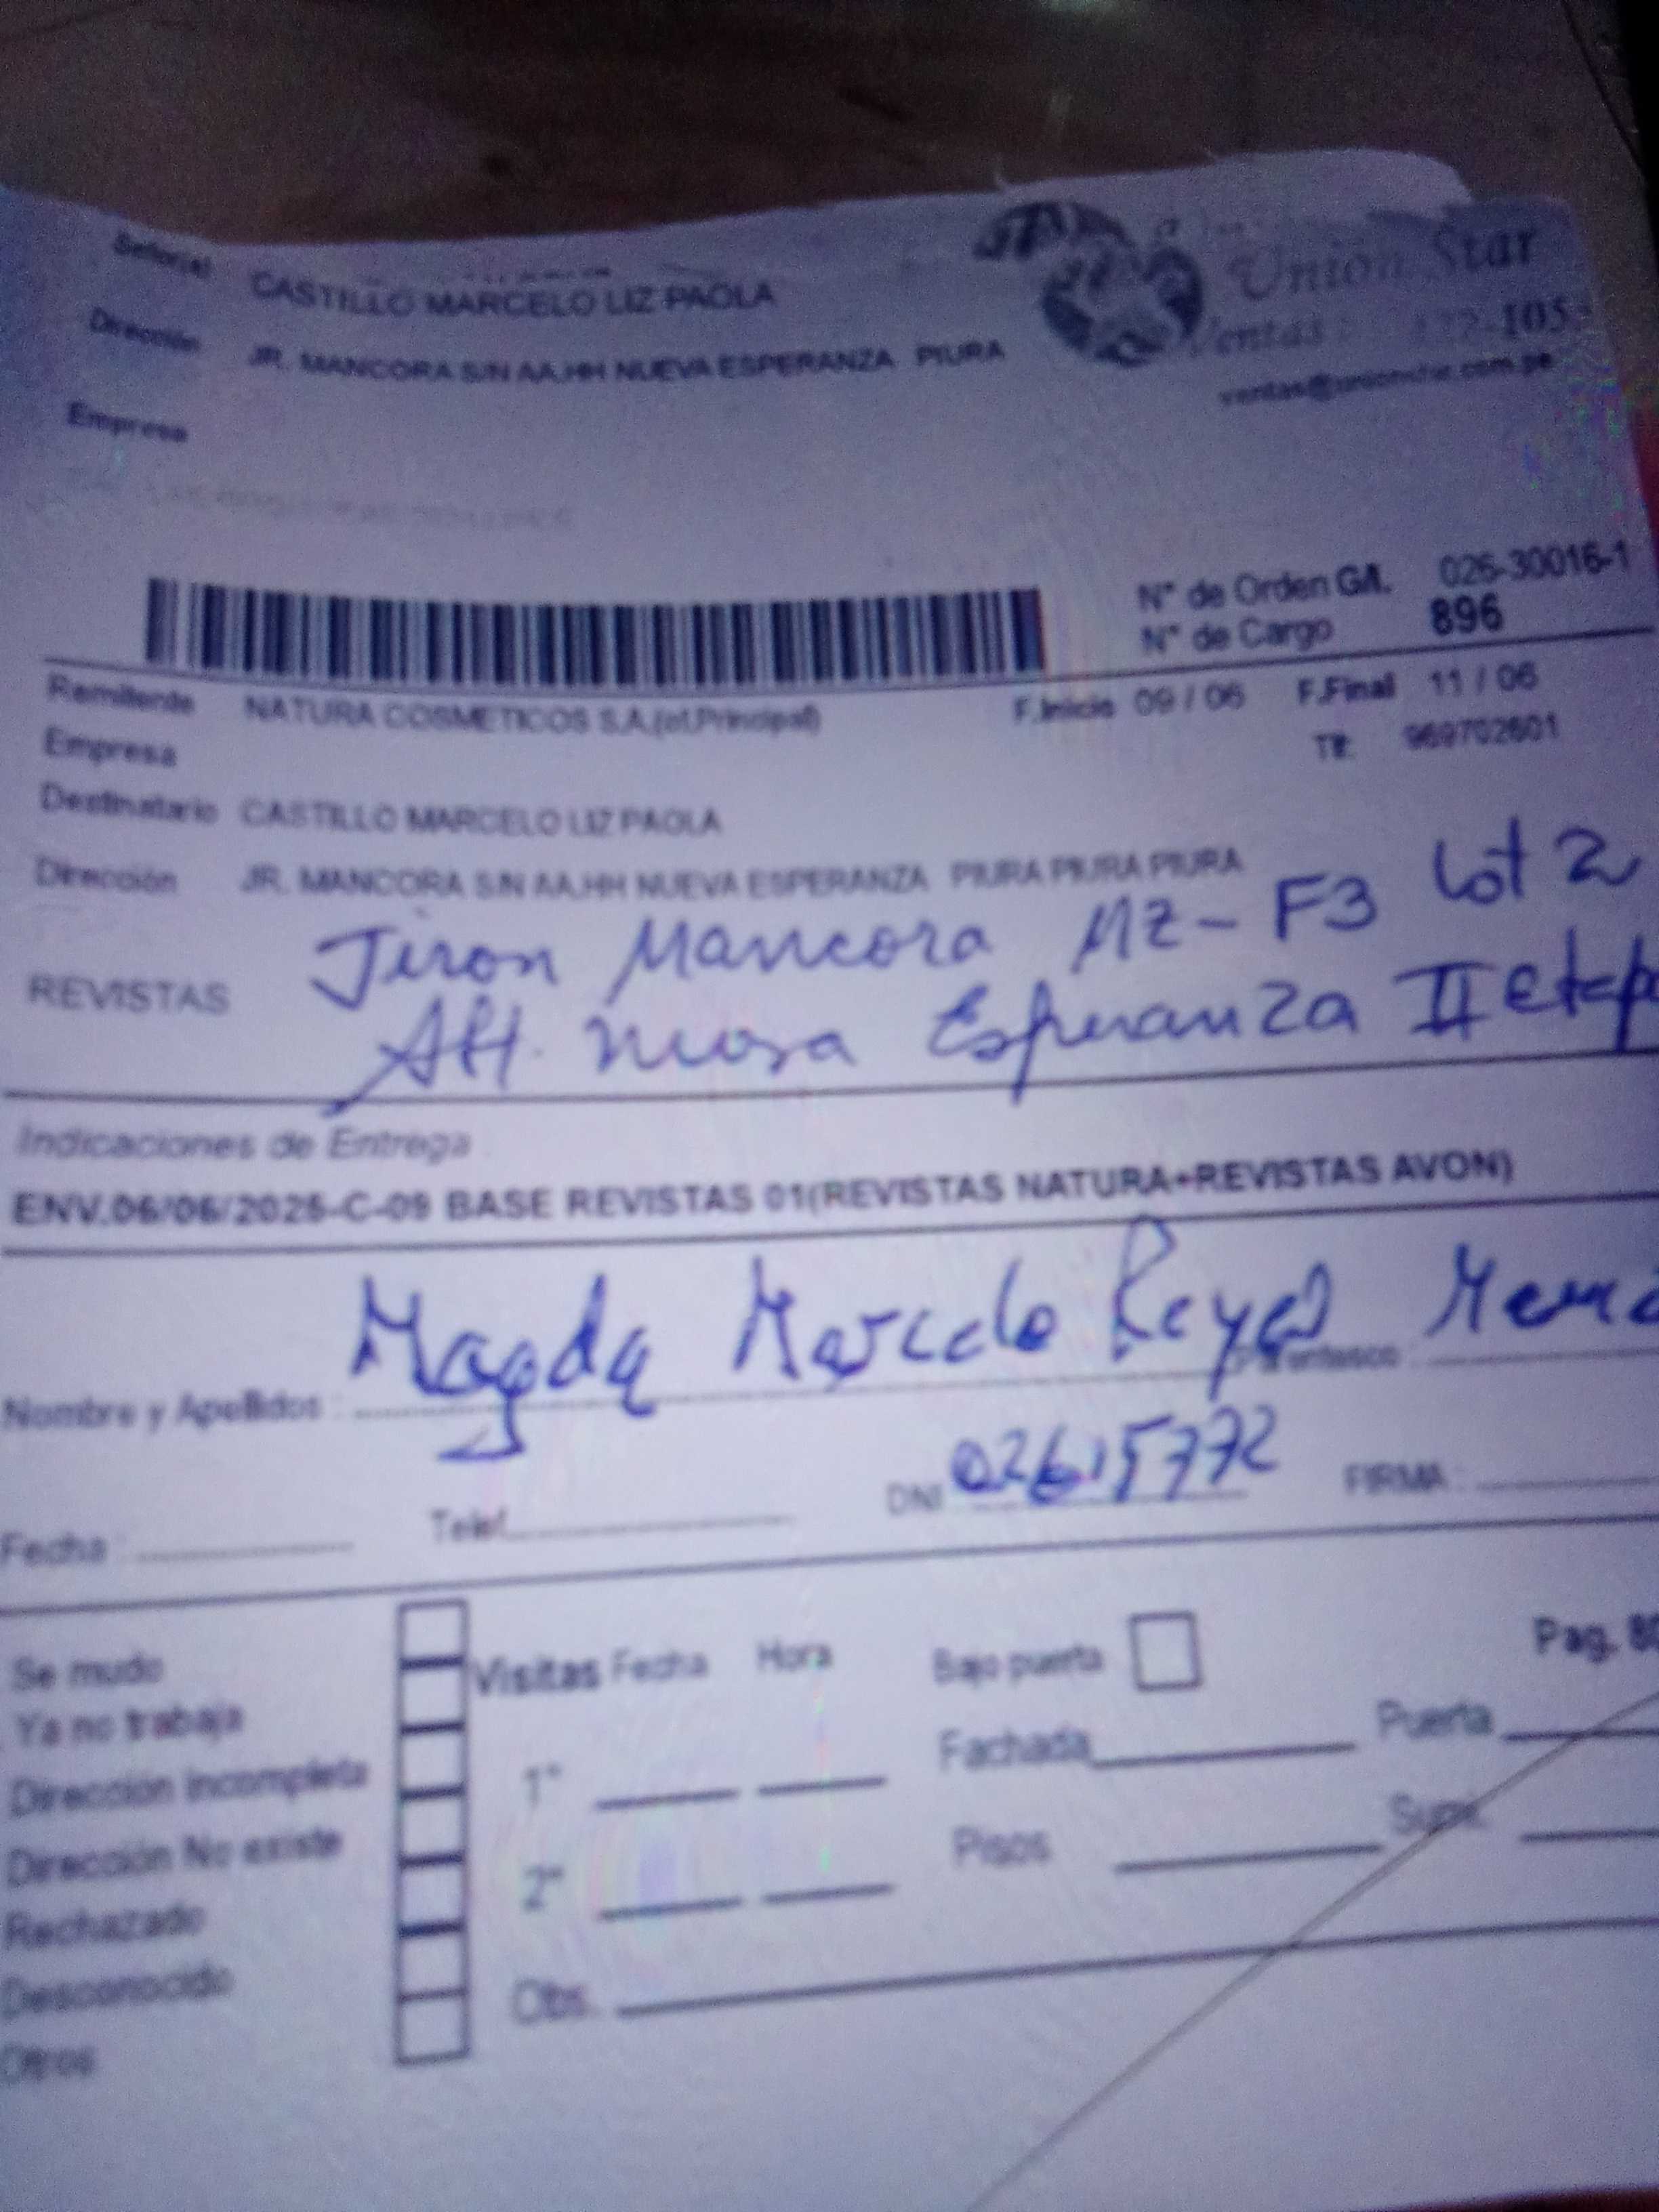 Señor(a) CASTILLO MARCELO LIZ PAOLA
Union Star
Dirección JR. MANCORA S/N AA.HH NUEVA ESPERANZA PIURA
Ventas :
ventas@unionstar.com.pe
Empresa
N° de Orden G/I. 026-30016-1
N° de Cargo 896
Remitente NATURA COSMETICOS S.A.(of.Principal) F.Inicio 09 / 06 F.Final 11 / 06
Empresa Tlf: 969702601
Destinatario CASTILLO MARCELO LIZ PAOLA
Dirección JR. MANCORA S/N AA.HH NUEVA ESPERANZA PIURA PIURA PIURA
Jiron Mancora MZ- F3 Lot 2
REVISTAS
Esperanza II etap
Indicaciones de Entrega
ENV.06/06/2025-C-09 BASE REVISTAS 01(REVISTAS NATURA+REVISTAS AVON)
Magda Marcelo Reyes
Nombre y Apellidos : Parentesco :
Fecha : Telef. DNI 02615772 FIRMA :
Se mudo
Ya no trabaja
Dirección Incompleta
Dirección No existe
Rechazado
Desconocido
Otros
Visitas Fecha Hora
1°
2°
Obs.
Bajo puerta
Fachada
Pisos
Pag. 80
Puerta
Sumi.